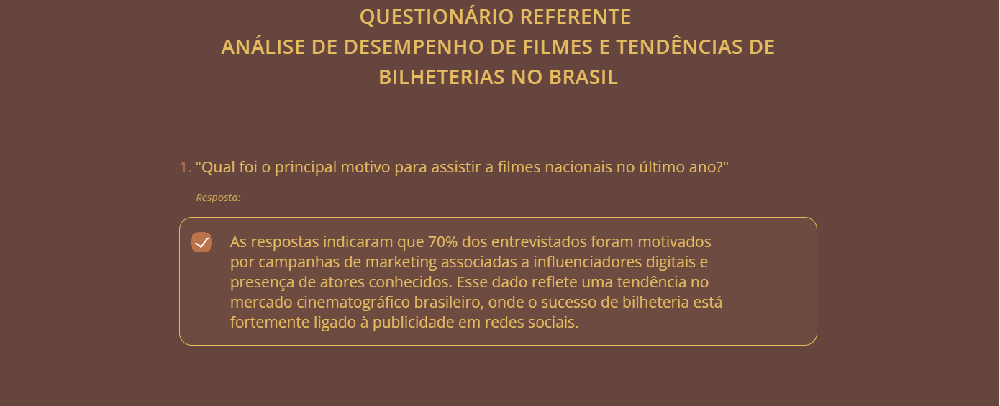 QUESTIONÁRIO REFERENTE
ANÁLISE DE DESEMPENHO DE FILMES E TENDÊNCIAS DE
BILHETERIAS NO BRASIL
1. "Qual foi o principal motivo para assistir a filmes nacionais no último ano?"
Resposta:
As respostas indicaram que 70% dos entrevistados foram motivados
por campanhas de marketing associadas a influenciadores digitais e
presença de atores conhecidos. Esse dado reflete uma tendência no
mercado cinematográfico brasileiro, onde o sucesso de bilheteria está
fortemente ligado à publicidade em redes sociais.